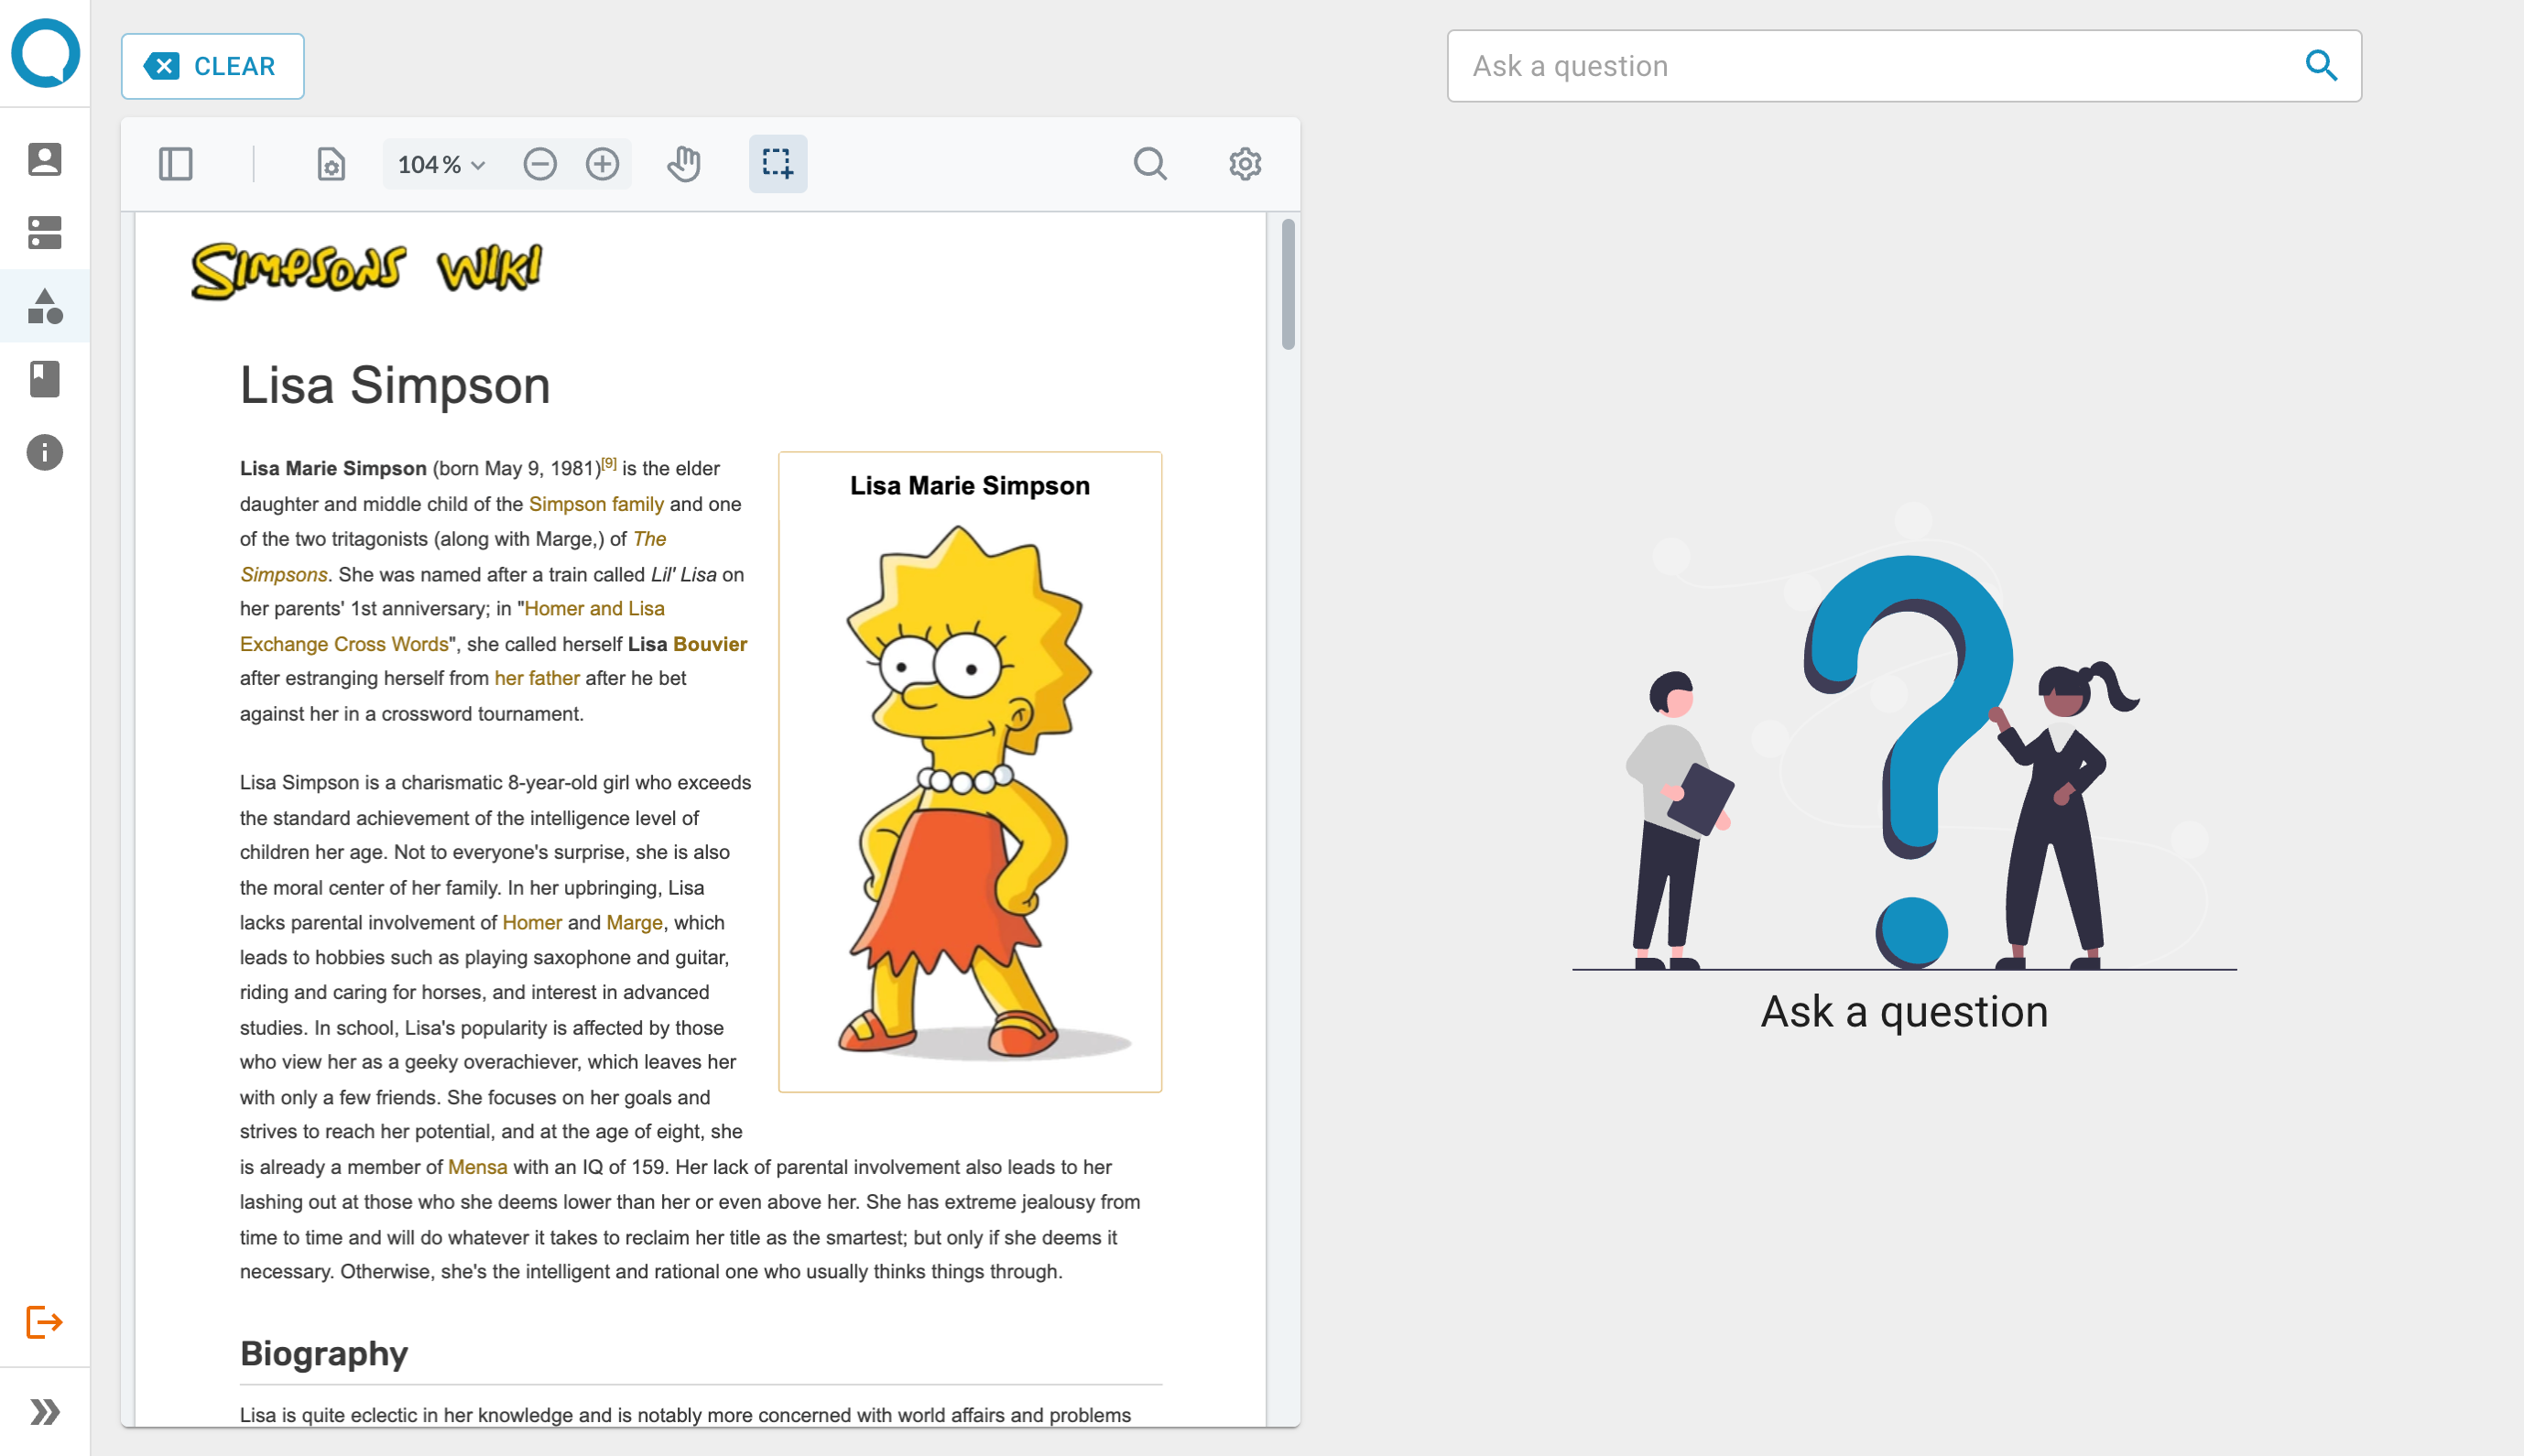 CLEAR
Ask a question
104%
SIMPSONS WIKI
Lisa Simpson
Lisa Marie Simpson (born May 9, 1981)[9] is the elder
daughter and middle child of the Simpson family and one
of the two tritagonists (along with Marge,) of The
Simpsons. She was named after a train called Lil' Lisa on
her parents' 1st anniversary; in "Homer and Lisa
Exchange Cross Words", she called herself Lisa Bouvier
after estranging herself from her father after he bet
against her in a crossword tournament.
Lisa Marie Simpson
Lisa Simpson is a charismatic 8-year-old girl who exceeds
the standard achievement of the intelligence level of
children her age. Not to everyone's surprise, she is also
the moral center of her family. In her upbringing, Lisa
lacks parental involvement of Homer and Marge, which
leads to hobbies such as playing saxophone and guitar,
riding and caring for horses, and interest in advanced
studies. In school, Lisa's popularity is affected by those
who view her as a geeky overachiever, which leaves her
with only a few friends. She focuses on her goals and
strives to reach her potential, and at the age of eight, she
is already a member of Mensa with an IQ of 159. Her lack of parental involvement also leads to her
lashing out at those who she deems lower than her or even above her. She has extreme jealousy from
time to time and will do whatever it takes to reclaim her title as the smartest; but only if she deems it
necessary. Otherwise, she's the intelligent and rational one who usually thinks things through.
Biography
Lisa is quite eclectic in her knowledge and is notably more concerned with world affairs and problems
Ask a question